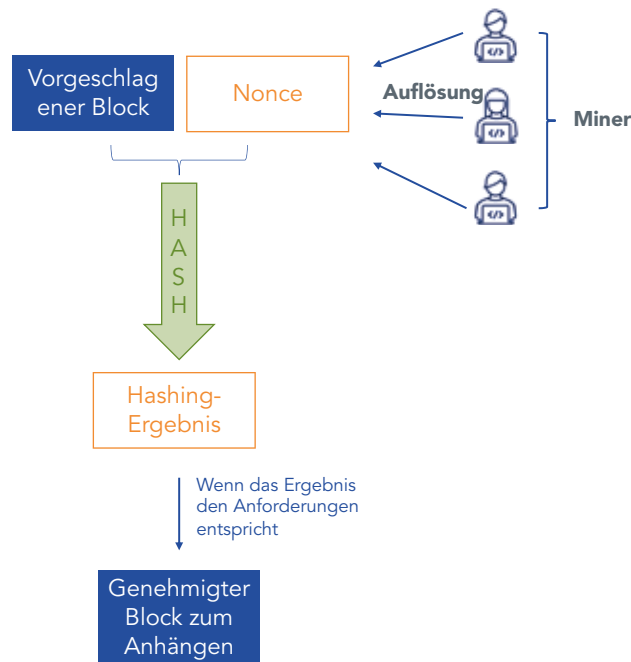 Vorgeschlag
ener Block
Nonce
Auflösung
Miner
H
A
S
H
Hashing-
Ergebnis
Wenn das Ergebnis
den Anforderungen
entspricht
Genehmigter
Block zum
Anhängen